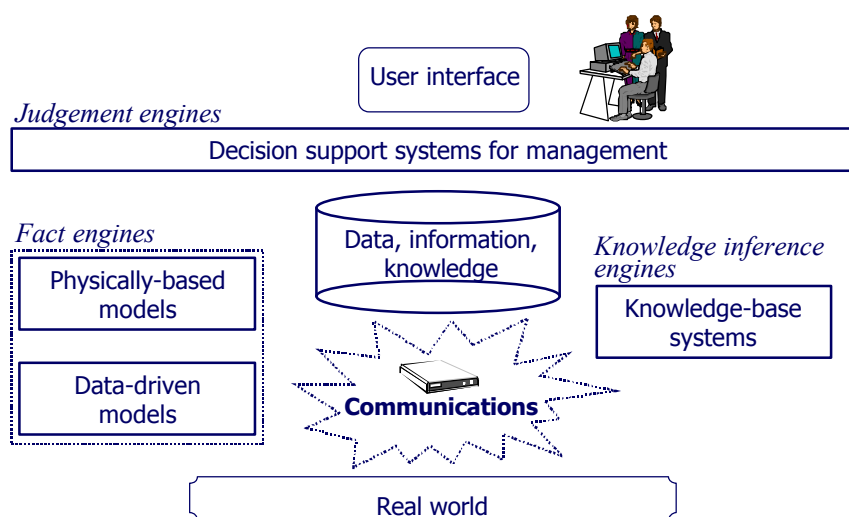 User interface
Judgement engines
Decision support systems for management
Fact engines
Physically-based
models
Data-driven
models
Data, information,
knowledge
Knowledge inference
engines
Knowledge-base
systems
Communications
Real world